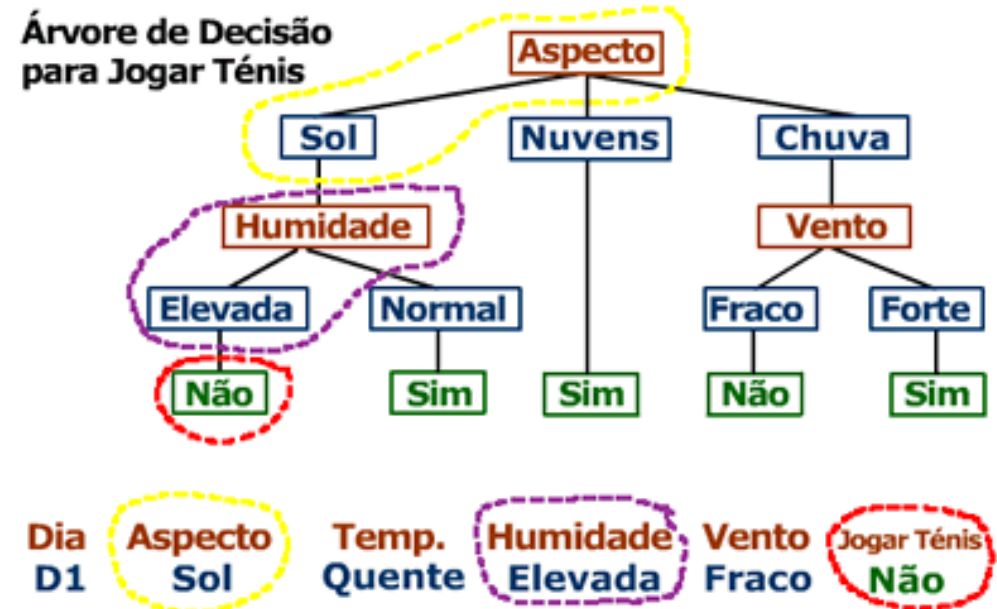 Árvore de Decisão
para Jogar Ténis
Aspecto
Sol Nuvens Chuva
Humidade Vento
Elevada Normal Fraco Forte
Não Sim Sim Não Sim
Dia Aspecto Temp. Humidade Vento Jogar Ténis
D1 Sol Quente Elevada Fraco Não